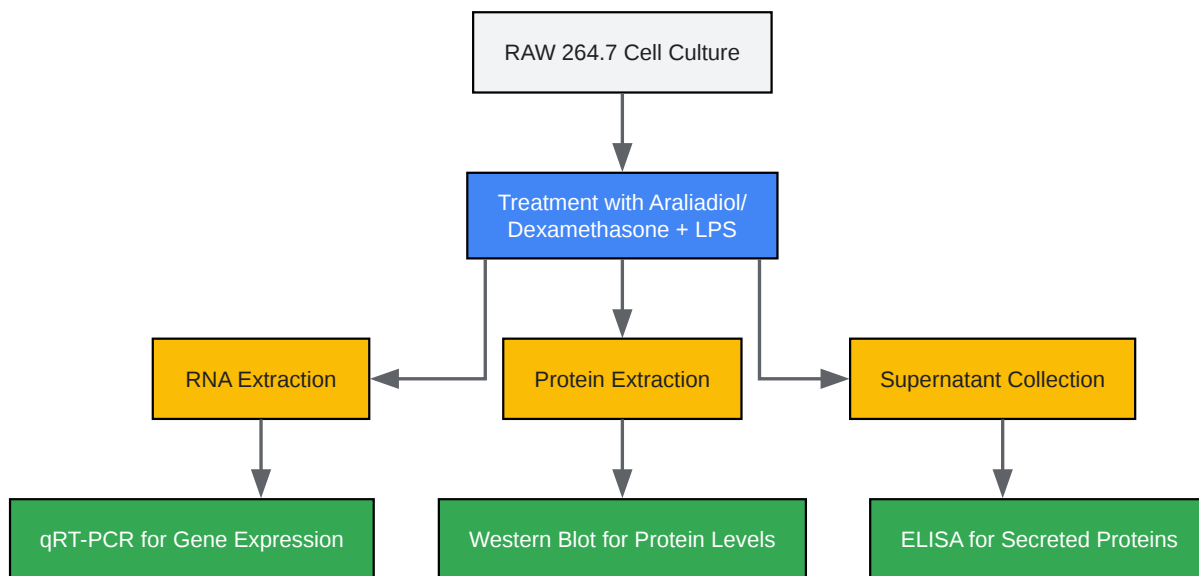 RAW 264.7 Cell Culture
Treatment with Araliadiol/
Dexamethasone + LPS
RNA Extraction
Protein Extraction
Supernatant Collection
qRT-PCR for Gene Expression
Western Blot for Protein Levels
ELISA for Secreted Proteins